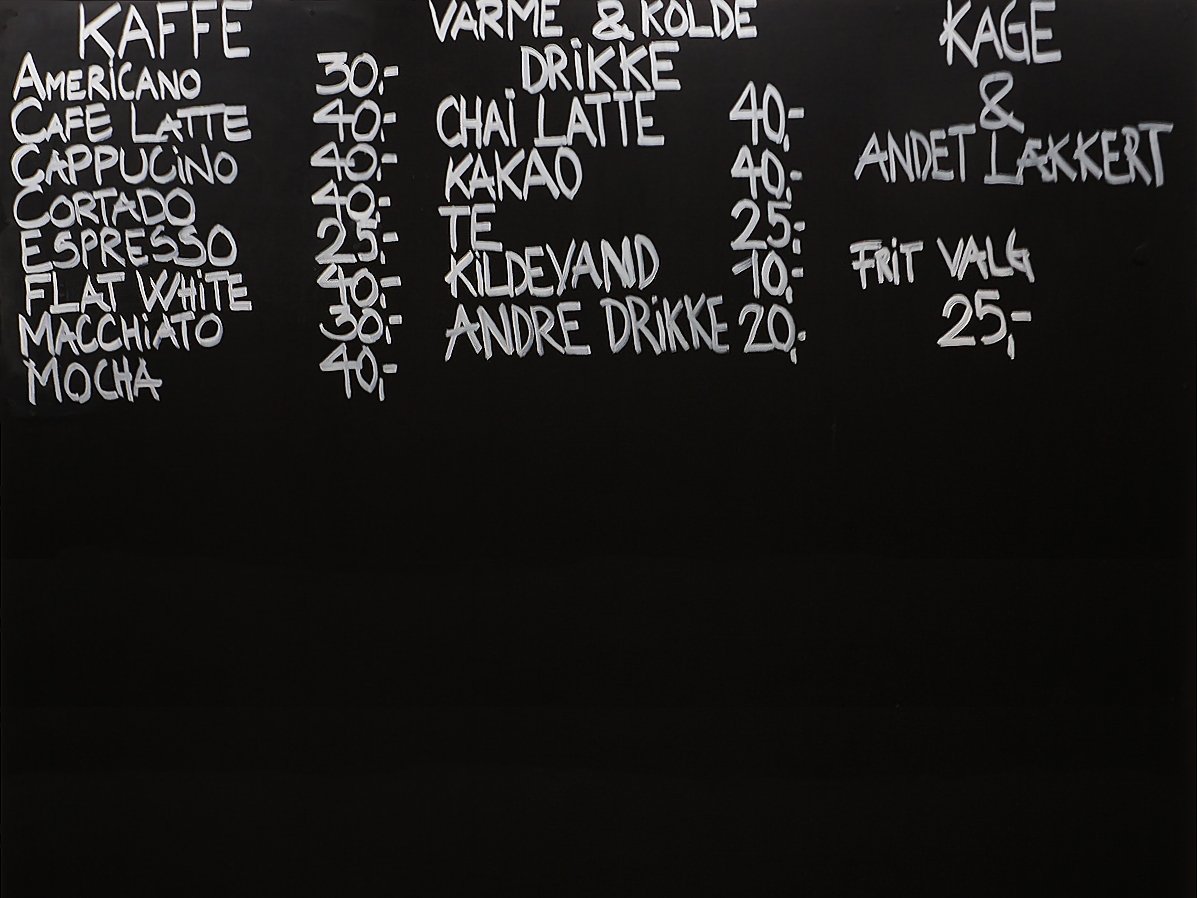 KAFFE
AMERICANO 30,-
CAFE LATTE 40,-
CAPPUCINO 40,-
CORTADO 40,-
ESPRESSO 25,-
FLAT WHITE 40,-
MACCHIATO 30,-
MOCHA 40,-
VARME & KOLDE
DRIKKE
CHAI LATTE 40,-
KAKAO 40,-
TE 25,-
KILDEVAND 10,-
ANDRE DRIKKE 20,-
KAGE
&
ANDET LÆKKERT
FRIT VALG
25,-